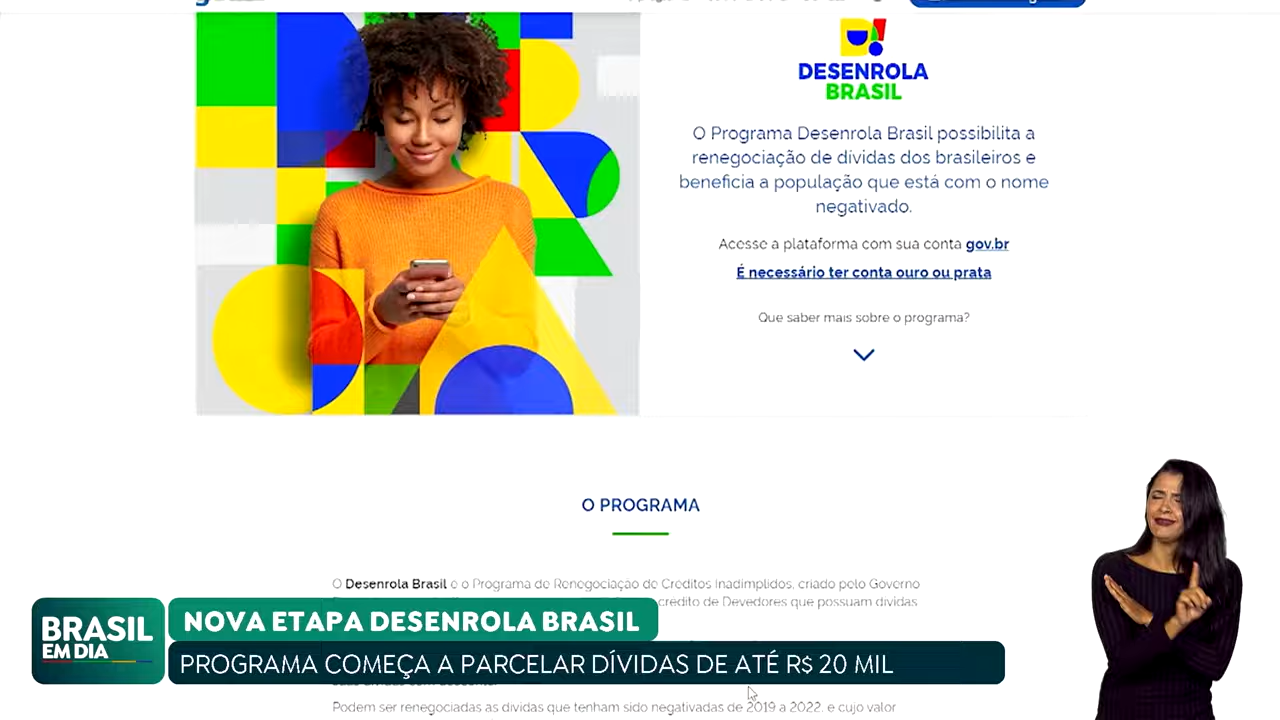 DESENROLA
BRASIL
O Programa Desenrola Brasil possibilita a
renegociação de dívidas dos brasileiros e
beneficia a população que está com o nome
negativado.
Acesse a plataforma com sua conta gov.br
É necessário ter conta ouro ou prata
Que saber mais sobre o programa?
O PROGRAMA
O Desenrola Brasil é o Programa de Renegociação de Créditos Inadimplidos, criado pelo Governo
crédito de Devedores que possuam dívidas
BRASIL
EM DIA
NOVA ETAPA DESENROLA BRASIL
PROGRAMA COMEÇA A PARCELAR DÍVIDAS DE ATÉ R$ 20 MIL
Podem ser renegociadas as dívidas que tenham sido negativadas de 2019 a 2022, e cujo valor